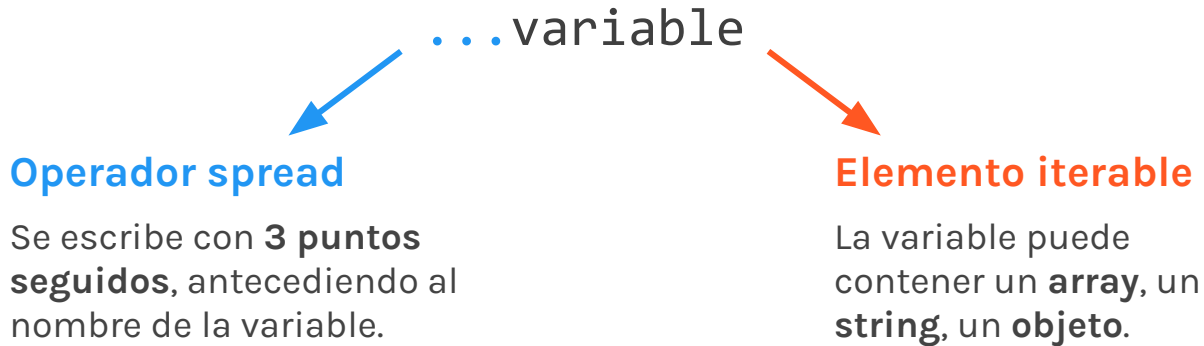 ...variable
Operador spread
Se escribe con 3 puntos
seguidos, antecediendo al
nombre de la variable.
Elemento iterable
La variable puede
contener un array, un
string, un objeto.